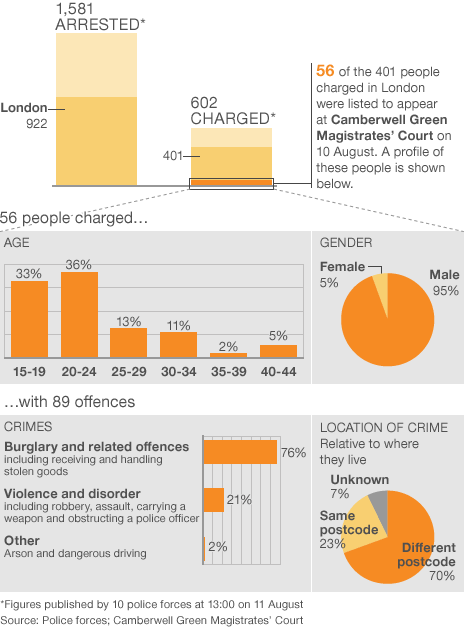 1,581
ARRESTED*
London
922
602
CHARGED*
401
56 of the 401 people
charged in London
were listed to appear
at Camberwell Green
Magistrates' Court on
10 August. A profile of
these people is shown
below.
56 people charged...
AGE
33%
36%
13%
11%
2%
5%
15-19
20-24
25-29
30-34
35-39
40-44
GENDER
Female
5%
Male
95%
...with 89 offences
CRIMES
Burglary and related offences
including receiving and handling
stolen goods
76%
Violence and disorder
including robbery, assault, carrying a
weapon and obstructing a police officer
21%
Other
Arson and dangerous driving
2%
LOCATION OF CRIME
Relative to where
they live
Unknown
7%
Same
postcode
23%
Different
postcode
70%
*Figures published by 10 police forces at 13:00 on 11 August
Source: Police forces; Camberwell Green Magistrates' Court